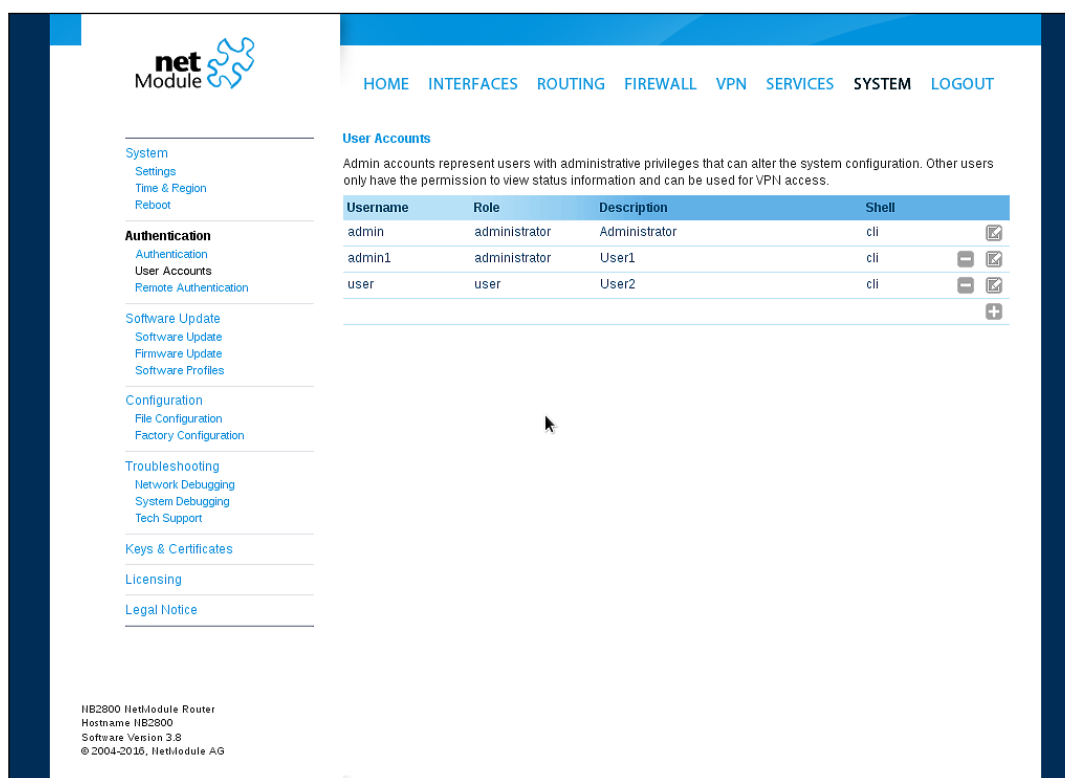 net
Module
HOME INTERFACES ROUTING FIREWALL VPN SERVICES SYSTEM LOGOUT
System
Settings
Time & Region
Reboot
Authentication
Authentication
User Accounts
Remote Authentication
Software Update
Software Update
Firmware Update
Software Profiles
Configuration
File Configuration
Factory Configuration
Troubleshooting
Network Debugging
System Debugging
Tech Support
Keys & Certificates
Licensing
Legal Notice
User Accounts
Admin accounts represent users with administrative privileges that can alter the system configuration. Other users
only have the permission to view status information and can be used for VPN access.
Username Role Description Shell
admin administrator Administrator cli
admin1 administrator User1 cli
user user User2 cli
NB2800 NetModule Router
Hostname NB2800
Software Version 3.8
© 2004-2016, NetModule AG